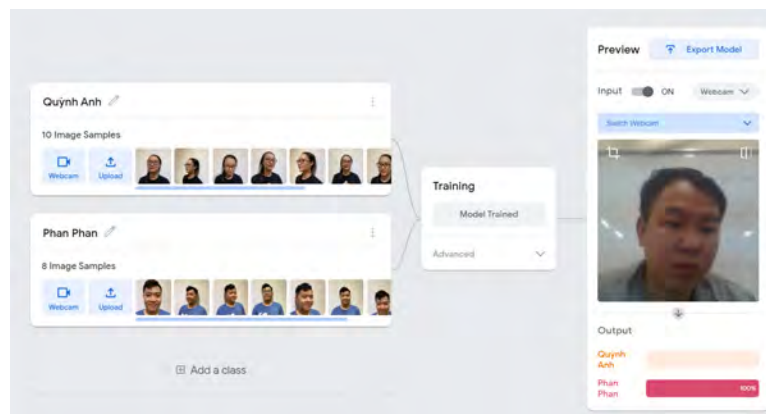 Quỳnh Anh
10 Image Samples
Webcam
Upload
Phan Phan
8 Image Samples
Webcam
Upload
Add a class
Training
Model Trained
Advanced
Preview
Export Model
Input
ON
Webcam
Switch Webcam
Output
Quỳnh
Anh
Phan
Phan
100%